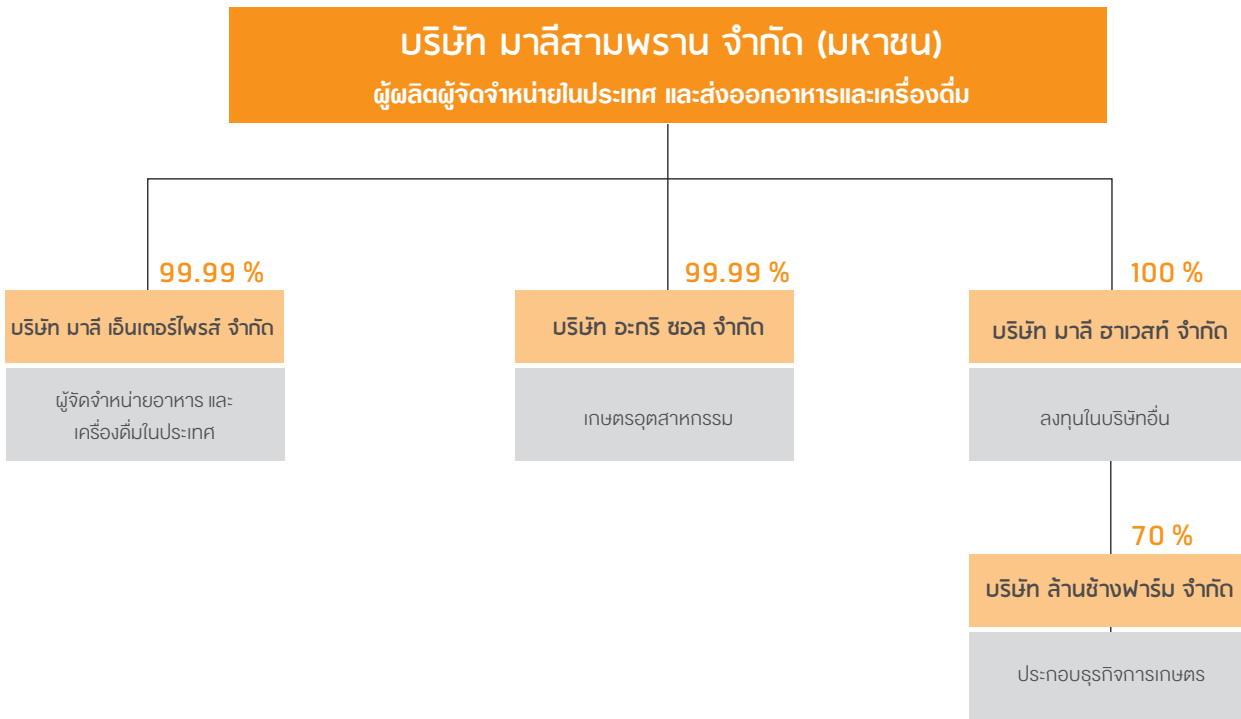 บริษัท มาลีสามพราน จำกัด (มหาชน)
ผู้ผลิตผู้จัดจำหน่ายในประเทศ และส่งออกอาหารและเครื่องดื่ม
99.99 %
บริษัท มาลี เอ็นเตอร์ไพรส์ จำกัด
ผู้จัดจำหน่ายอาหาร และ
เครื่องดื่มในประเทศ
99.99 %
บริษัท อะกริ ซอล จำกัด
เกษตรอุตสาหกรรม
100 %
บริษัท มาลี ฮาเวสท์ จำกัด
ลงทุนในบริษัทอื่น
70 %
บริษัท ล้านช้างฟาร์ม จำกัด
ประกอบธุรกิจการเกษตร